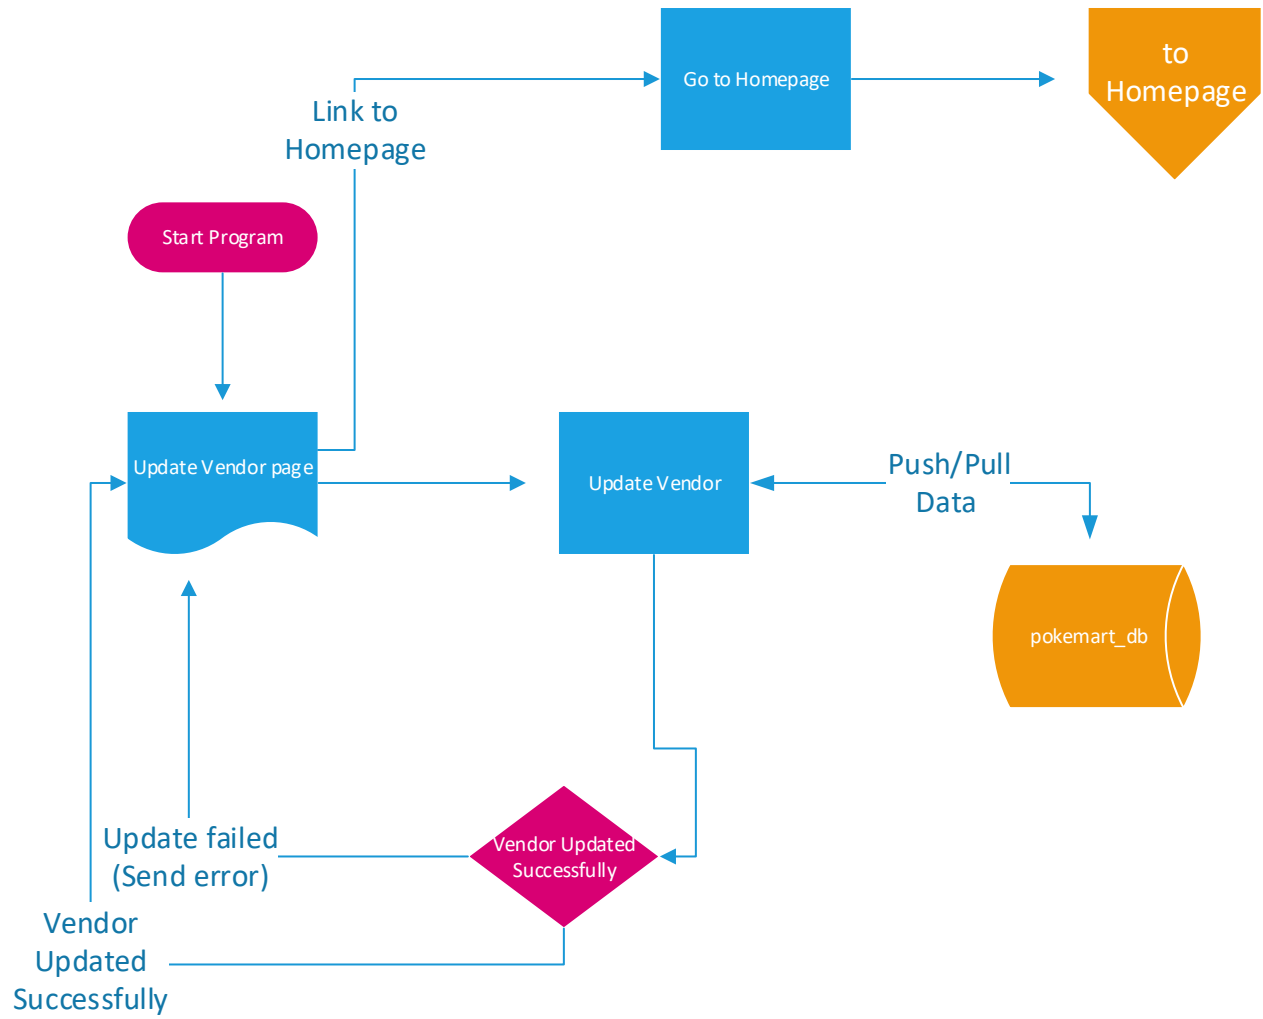 Go to Homepage
to
Homepage
Link to
Homepage
Start Program
Update Vendor page
Update Vendor
Push/Pull
Data
pokemart_db
Vendor Updated
Successfully
Update failed
(Send error)
Vendor
Updated
Successfully